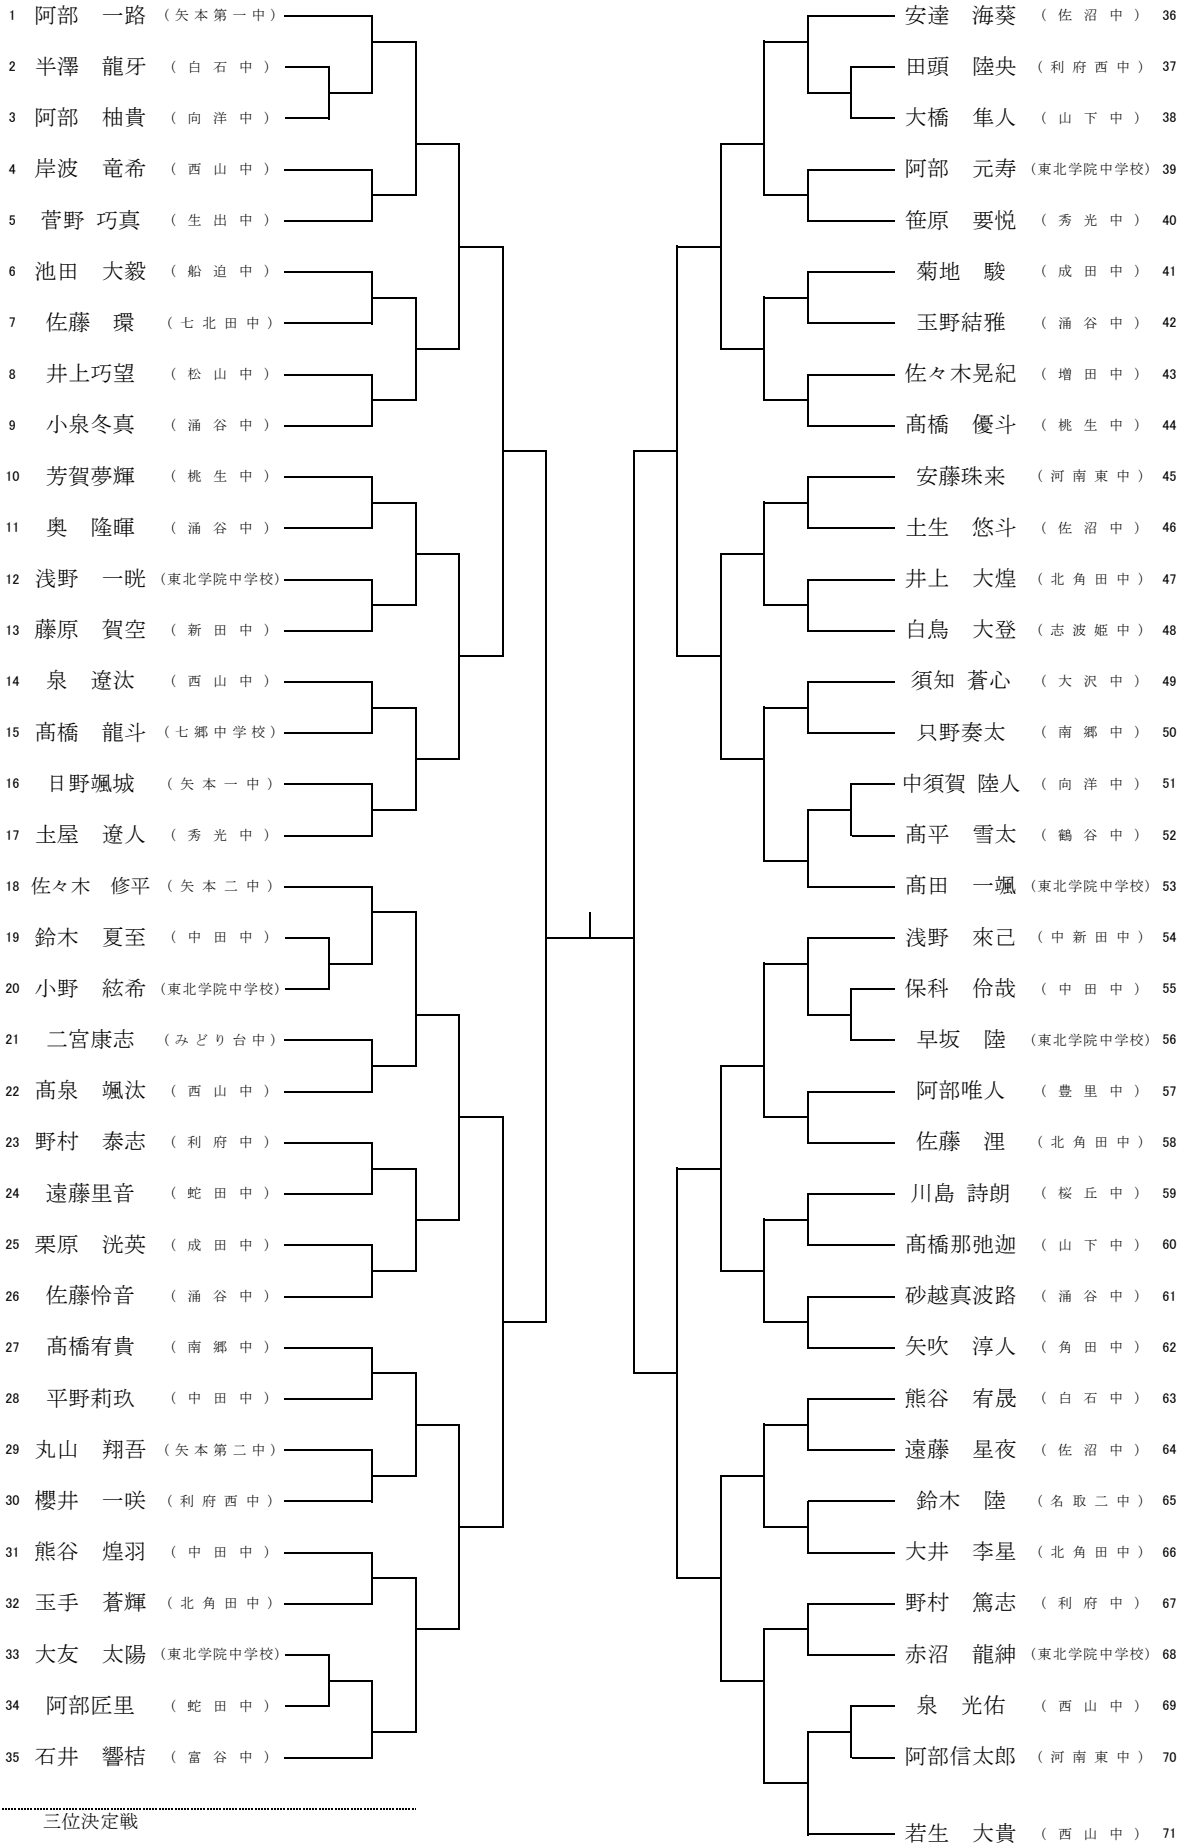 1 阿部 一路 (矢本第一中)
2 半澤 龍牙 (白石中)
3 阿部 柚貴 (向洋中)
4 岸波 竜希 (西山中)
5 菅野 巧真 (生出中)
6 池田 大毅 (船迫中)
7 佐藤 環 (七北田中)
8 井上巧望 (松山中)
9 小泉冬真 (涌谷中)
10 芳賀夢輝 (桃生中)
11 奥 隆暉 (涌谷中)
12 浅野 一晄 (東北学院中学校)
13 藤原 賀空 (新田中)
14 泉 遼汰 (西山中)
15 髙橋 龍斗 (七郷中学校)
16 日野颯城 (矢本一中)
17 土屋 遼人 (秀光中)
18 佐々木 修平 (矢本二中)
19 鈴木 夏至 (中田中)
20 小野 絃希 (東北学院中学校)
21 二宮康志 (みどり台中)
22 髙泉 颯汰 (西山中)
23 野村 泰志 (利府中)
24 遠藤里音 (蛇田中)
25 栗原 洸英 (成田中)
26 佐藤怜音 (涌谷中)
27 髙橋宥貴 (南郷中)
28 平野莉玖 (中田中)
29 丸山 翔吾 (矢本第二中)
30 櫻井 一咲 (利府西中)
31 熊谷 煌羽 (中田中)
32 玉手 蒼輝 (北角田中)
33 大友 太陽 (東北学院中学校)
34 阿部匠里 (蛇田中)
35 石井 響桔 (富谷中)
三位決定戦
安達 海葵 (佐沼中) 36
田頭 陸央 (利府西中) 37
大橋 隼人 (山下中) 38
阿部 元寿 (東北学院中学校) 39
笹原 要悦 (秀光中) 40
菊地 駿 (成田中) 41
玉野結雅 (涌谷中) 42
佐々木晃紀 (増田中) 43
髙橋 優斗 (桃生中) 44
安藤珠来 (河南東中) 45
土生 悠斗 (佐沼中) 46
井上 大煌 (北角田中) 47
白鳥 大登 (志波姫中) 48
須知 蒼心 (大沢中) 49
只野奏太 (南郷中) 50
中須賀 陸人 (向洋中) 51
髙平 雪太 (鶴谷中) 52
髙田 一颯 (東北学院中学校) 53
浅野 來己 (中新田中) 54
保科 伶哉 (中田中) 55
早坂 陸 (東北学院中学校) 56
阿部唯人 (豊里中) 57
佐藤 浬 (北角田中) 58
川島 詩朗 (桜丘中) 59
髙橋那弛迦 (山下中) 60
砂越真波路 (涌谷中) 61
矢吹 淳人 (角田中) 62
熊谷 宥晟 (白石中) 63
遠藤 星夜 (佐沼中) 64
鈴木 陸 (名取二中) 65
大井 李星 (北角田中) 66
野村 篤志 (利府中) 67
赤沼 龍紳 (東北学院中学校) 68
泉 光佑 (西山中) 69
阿部信太郎 (河南東中) 70
若生 大貴 (西山中) 71